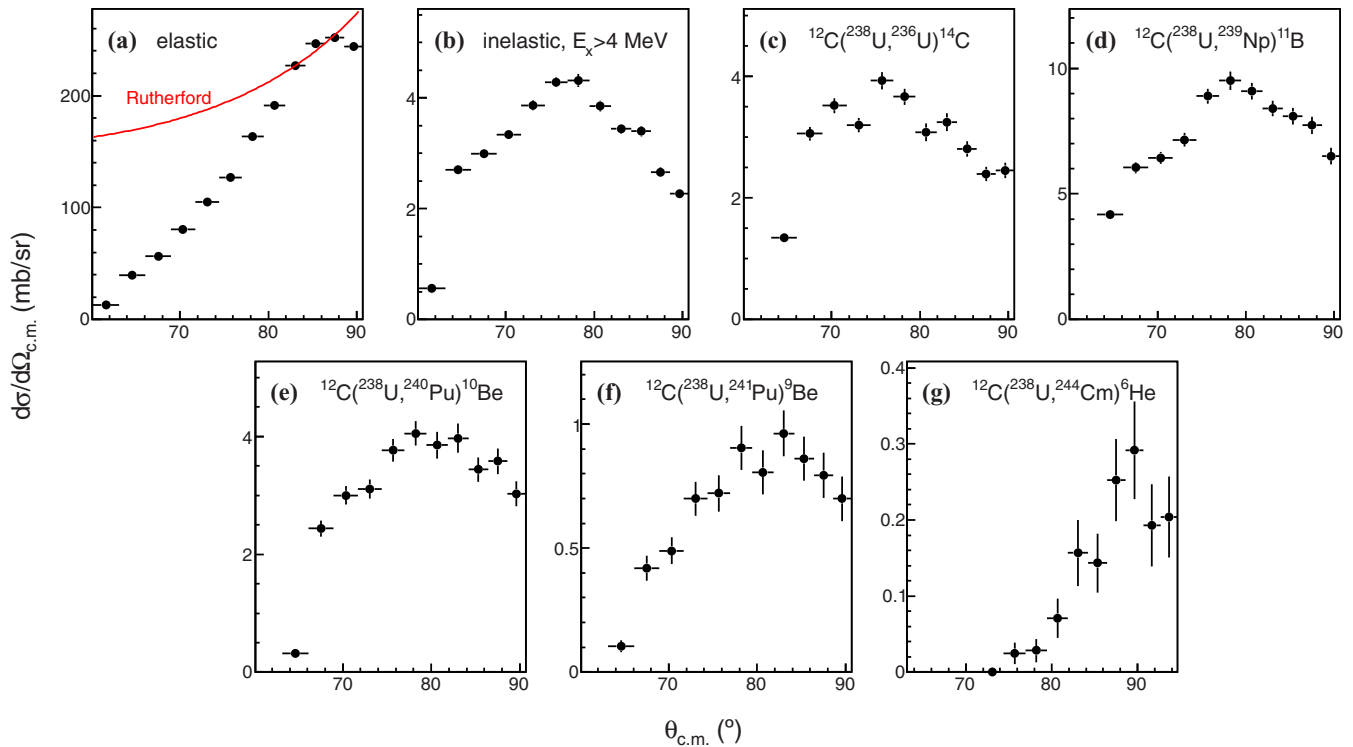 (a) elastic
Rutherford
200
100
0
70 80 90
(b) inelastic, Eₓ>4 MeV
4
2
0
70 80 90
(c) ¹²C(²³⁸U,²³⁶U)¹⁴C
4
2
0
70 80 90
(d) ¹²C(²³⁸U,²³⁹Np)¹¹B
10
5
0
70 80 90
dσ/dΩc.m. (mb/sr)
(e) ¹²C(²³⁸U,²⁴⁰Pu)¹⁰Be
4
2
0
70 80 90
(f) ¹²C(²³⁸U,²⁴¹Pu)⁹Be
1
0.5
0
70 80 90
(g) ¹²C(²³⁸U,²⁴⁴Cm)⁶He
0.4
0.3
0.2
0.1
0
70 80 90
θc.m. (º)